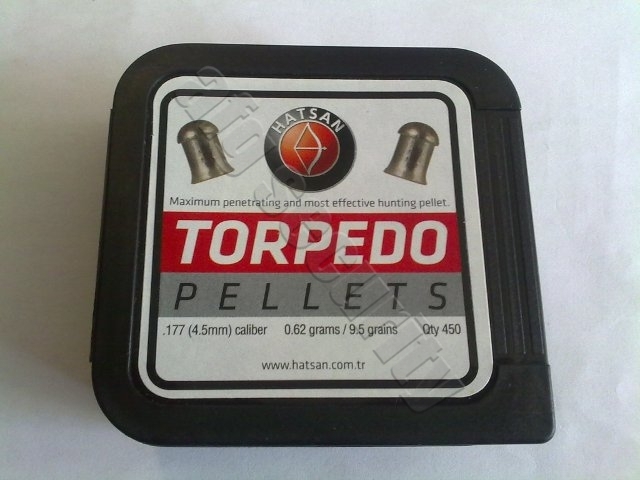 HATSAN
Maximum penetrating and most effective hunting pellet.
TORPEDO
PELLETS
.177 (4.5mm) caliber 0.62 grams / 9.5 grains Qty 450
www.hatsan.com.tr